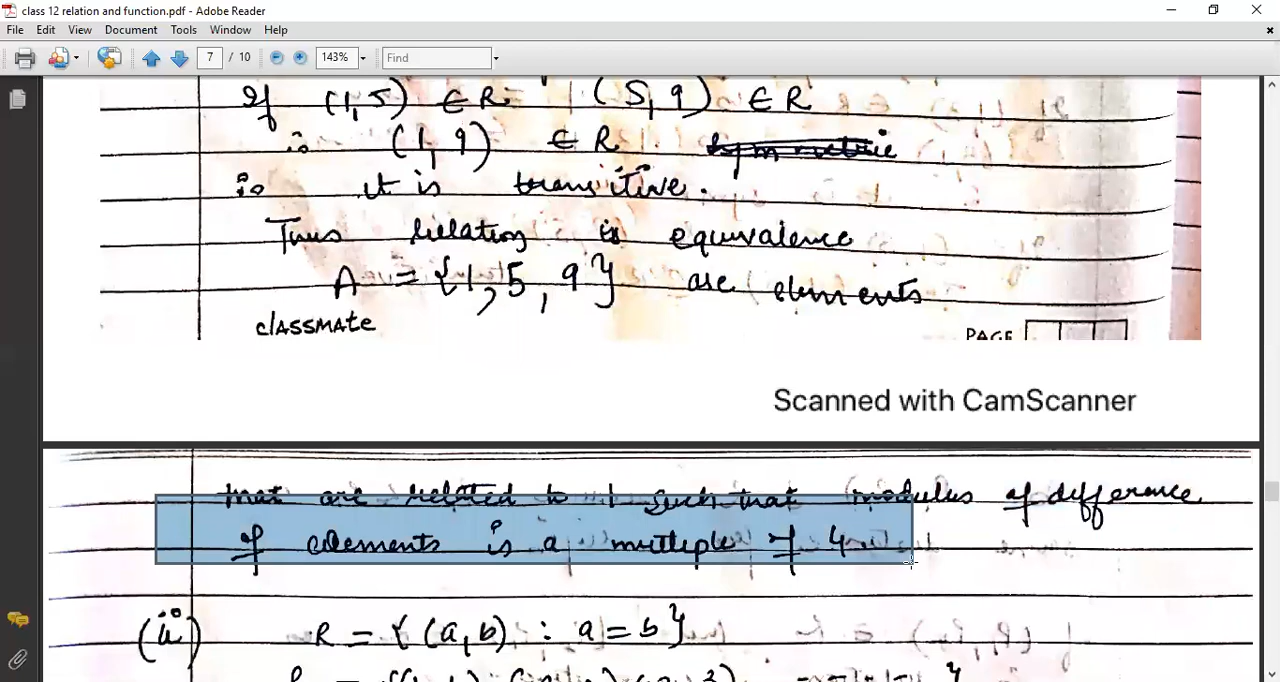 class 12 relation and function.pdf - Adobe Reader
File Edit View Document Tools Window Help
7 / 10 143% Find
If (1,5) ∈ R (5,9) ∈ R
is (1,9) ∈ R
is it is transitive.
Thus relation is equivalence
A = {1, 5, 9} are elements
classmate
PAGE
Scanned with CamScanner
that are related to 1 such that modulus of difference
of elements is a multiple of 4
(ii) R = {(a,b) : a = b}